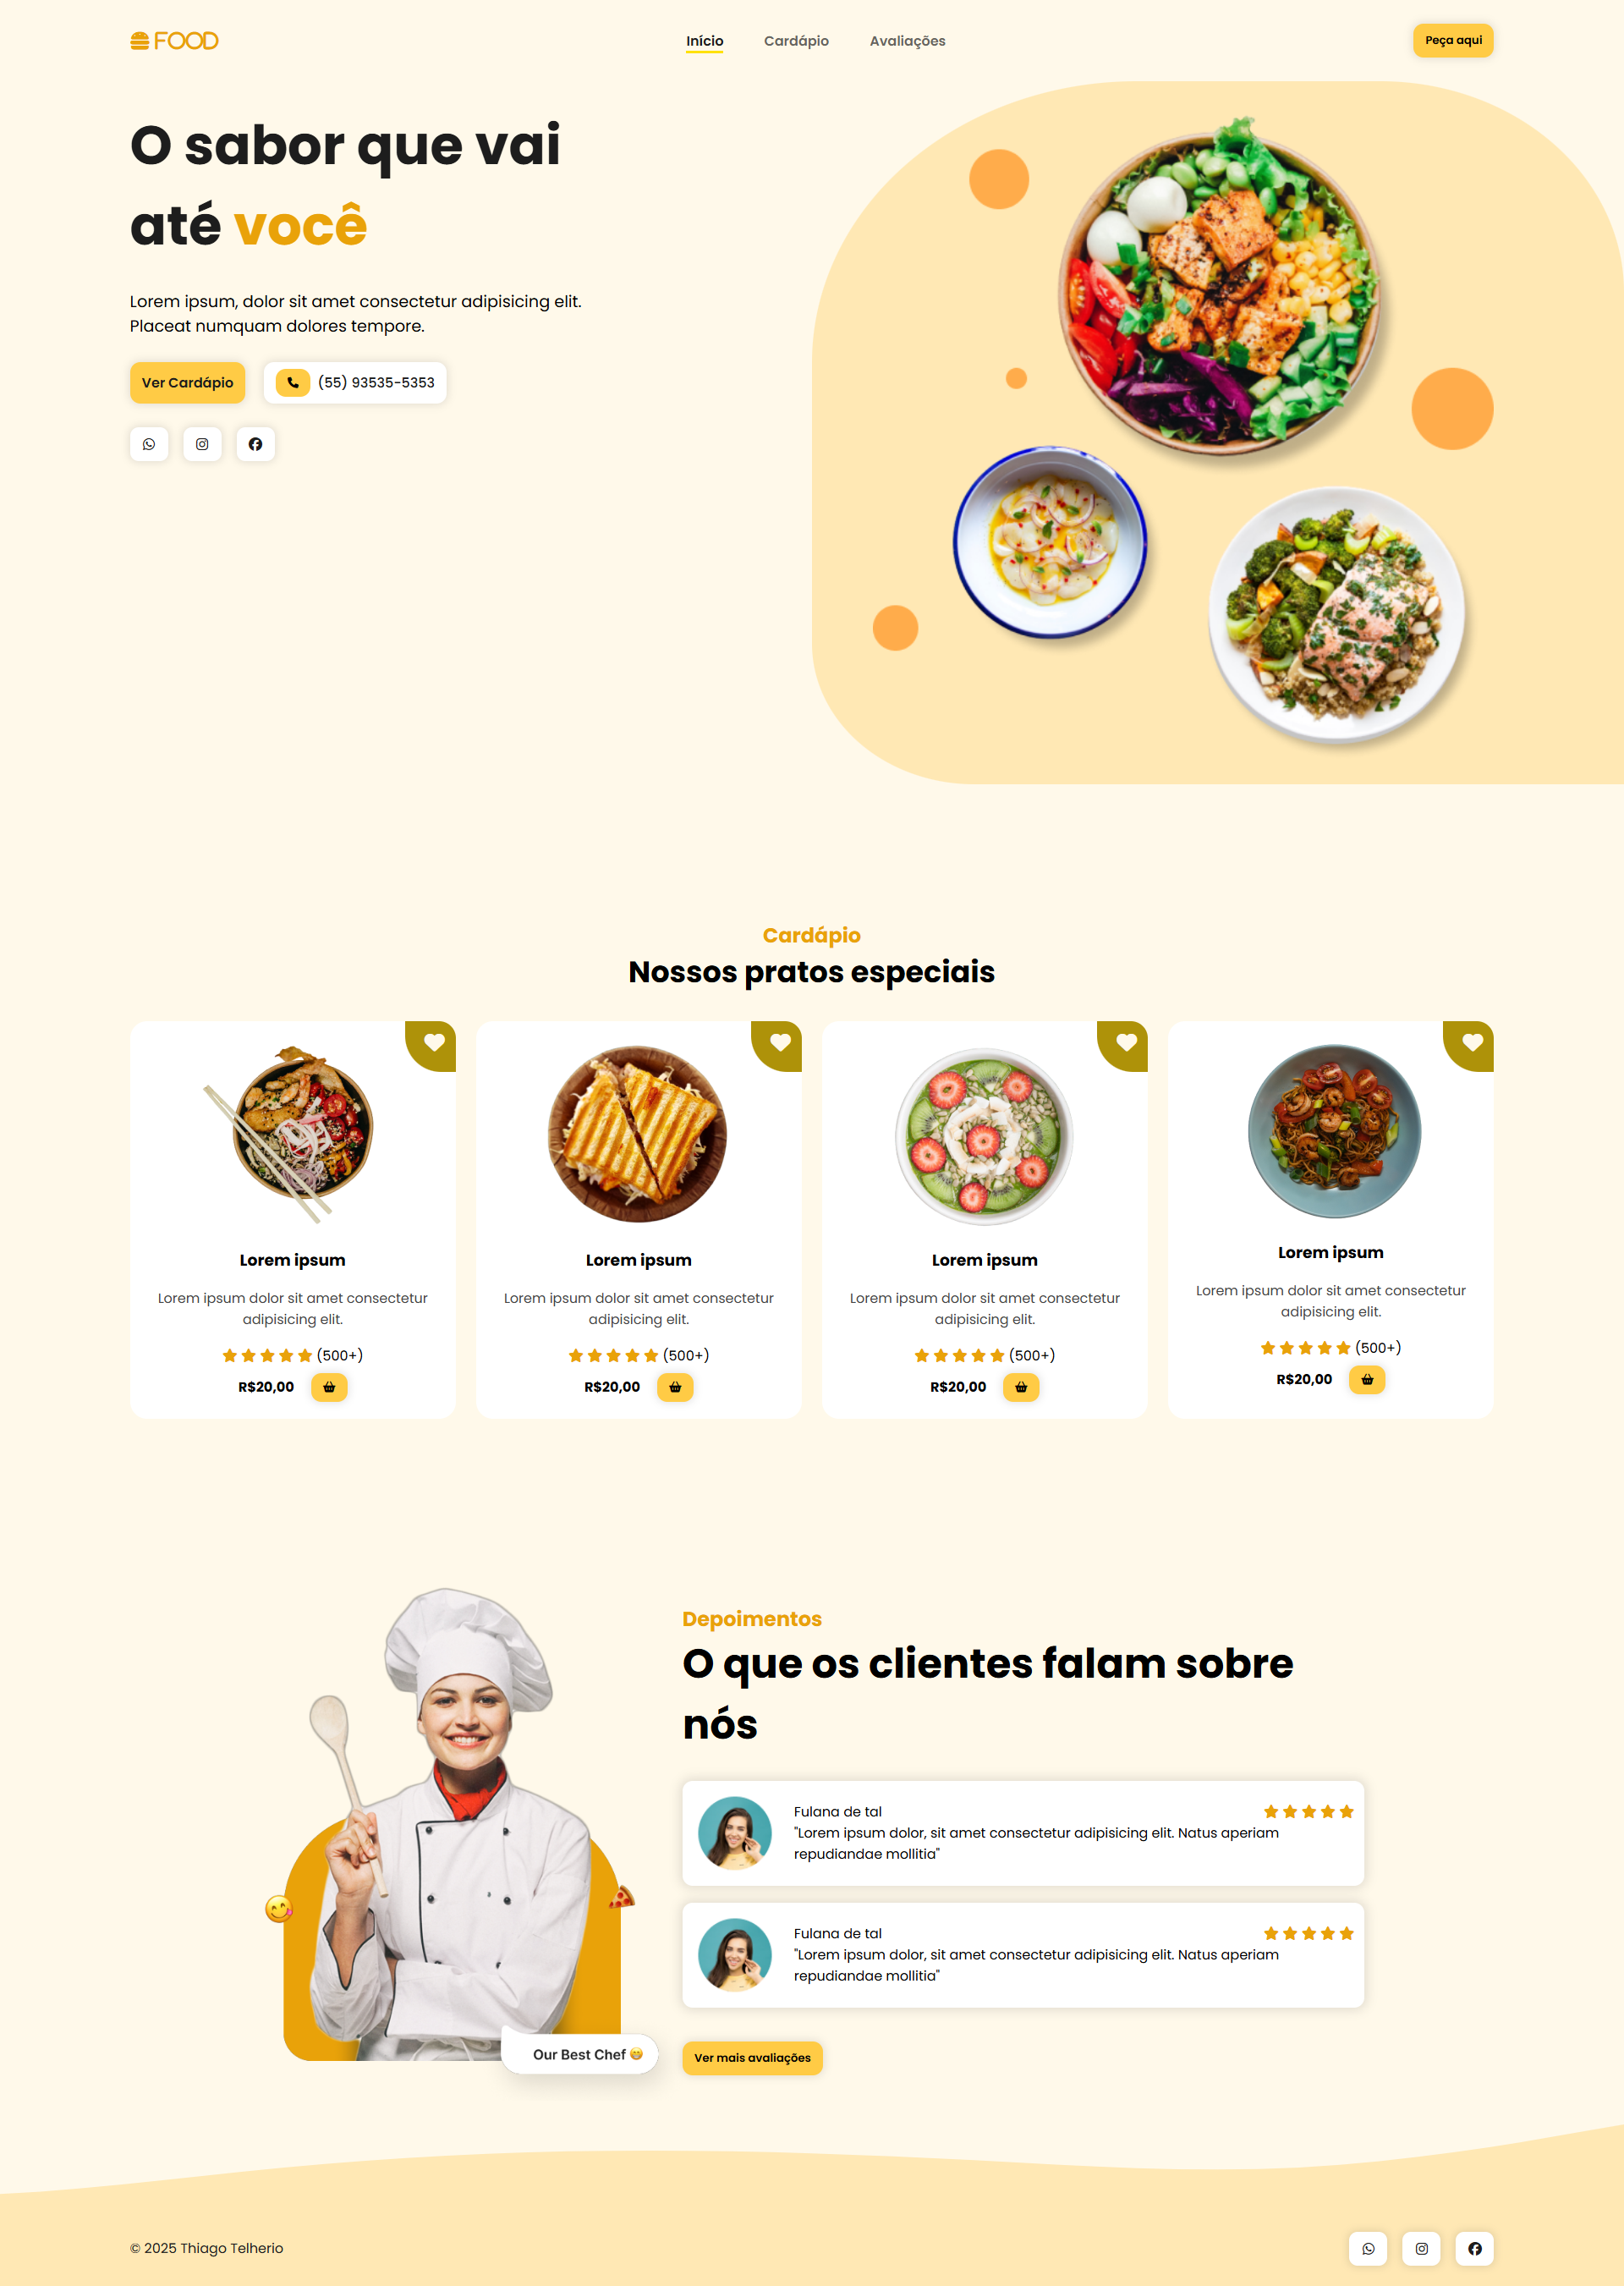 FOOD
Início
Cardápio
Avaliações
Peça aqui
O sabor que vai
até você
Lorem ipsum, dolor sit amet consectetur adipisicing elit.
Placeat numquam dolores tempore.
Ver Cardápio
(55) 93535-5353
Cardápio
Nossos pratos especiais
Lorem ipsum
Lorem ipsum dolor sit amet consectetur
adipisicing elit.
(500+)
R$20,00
Lorem ipsum
Lorem ipsum dolor sit amet consectetur
adipisicing elit.
(500+)
R$20,00
Lorem ipsum
Lorem ipsum dolor sit amet consectetur
adipisicing elit.
(500+)
R$20,00
Lorem ipsum
Lorem ipsum dolor sit amet consectetur
adipisicing elit.
(500+)
R$20,00
Depoimentos
O que os clientes falam sobre
nós
Fulana de tal
"Lorem ipsum dolor, sit amet consectetur adipisicing elit. Natus aperiam
repudiandae mollitia"
Fulana de tal
"Lorem ipsum dolor, sit amet consectetur adipisicing elit. Natus aperiam
repudiandae mollitia"
Our Best Chef 😁
Ver mais avaliações
© 2025 Thiago Telherio